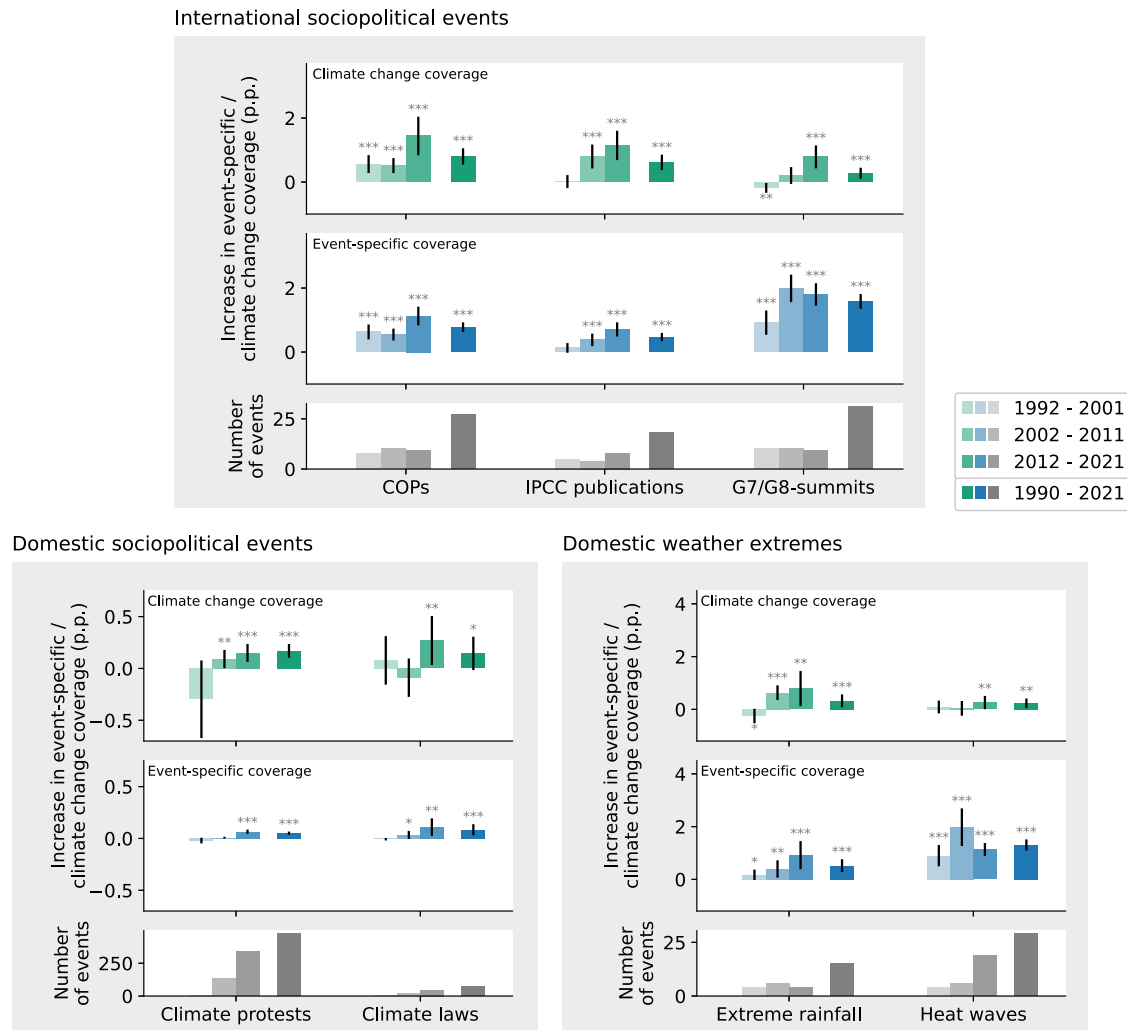 International sociopolitical events
Increase in event-specific /
climate change coverage (p.p.)
Climate change coverage
2
0
***
***
***
***
***
***
***
**
***
***
Event-specific coverage
2
0
***
***
***
***
***
***
***
***
***
***
***
Number
of events
25
0
COPs
IPCC publications
G7/G8-summits
1992 - 2001
2002 - 2011
2012 - 2021
1990 - 2021
Domestic sociopolitical events
Increase in event-specific /
climate change coverage (p.p.)
Climate change coverage
0.5
0.0
−0.5
**
***
***
**
*
Event-specific coverage
0.5
0.0
−0.5
***
***
*
**
***
Number
of events
250
0
Climate protests
Climate laws
Domestic weather extremes
Increase in event-specific /
climate change coverage (p.p.)
Climate change coverage
4
2
0
*
***
**
***
**
**
Event-specific coverage
4
2
0
*
**
***
***
***
***
***
***
Number
of events
25
0
Extreme rainfall
Heat waves